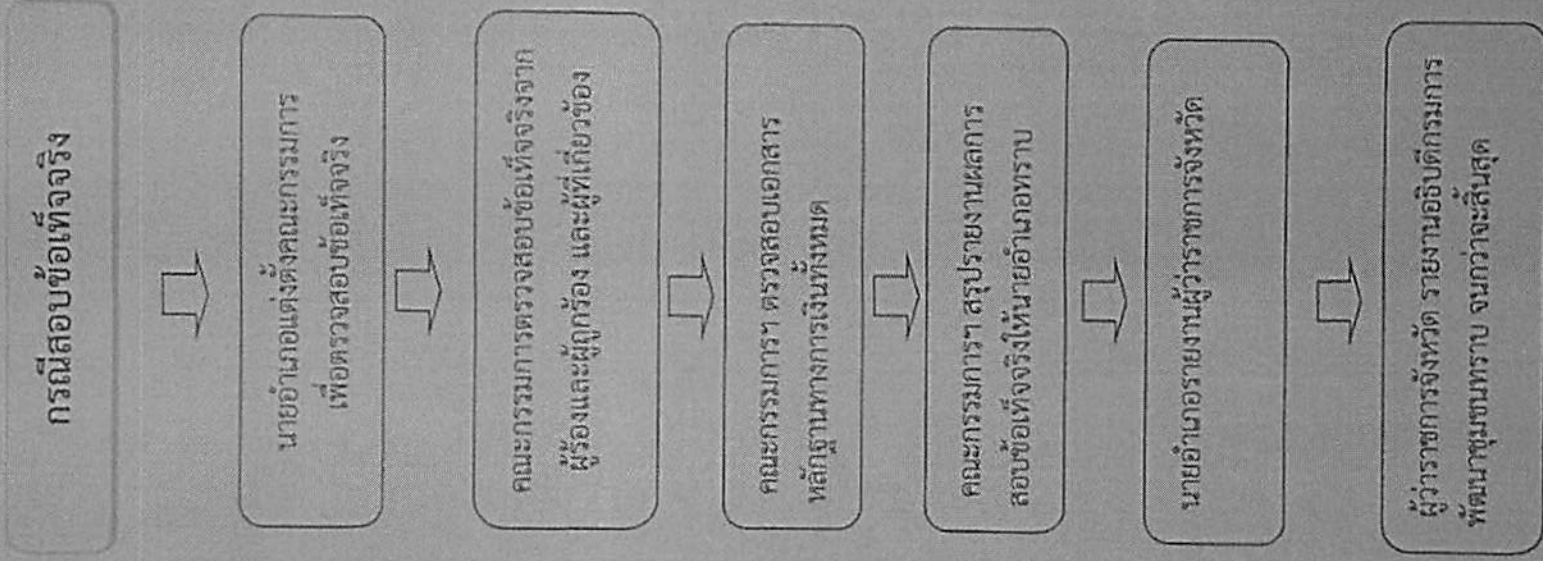 กรณีสอบข้อเท็จจริง
นายอำเภอแต่งตั้งคณะกรรมการ
เพื่อตรวจสอบข้อเท็จจริง
คณะกรรมการตรวจสอบข้อเท็จจริงจาก
ผู้ร้องและผู้ถูกร้อง และผู้ที่เกี่ยวข้อง
คณะกรรมการฯ ตรวจสอบเอกสาร
หลักฐานทางการเงินทั้งหมด
คณะกรรมการฯ สรุปรายงานผลการ
สอบข้อเท็จจริงให้นายอำเภอทราบ
นายอำเภอรายงานผู้ว่าราชการจังหวัด
ผู้ว่าราชการจังหวัด รายงานอธิบดีกรมการ
พัฒนาชุมชนทราบ จนกว่าจะสิ้นสุด